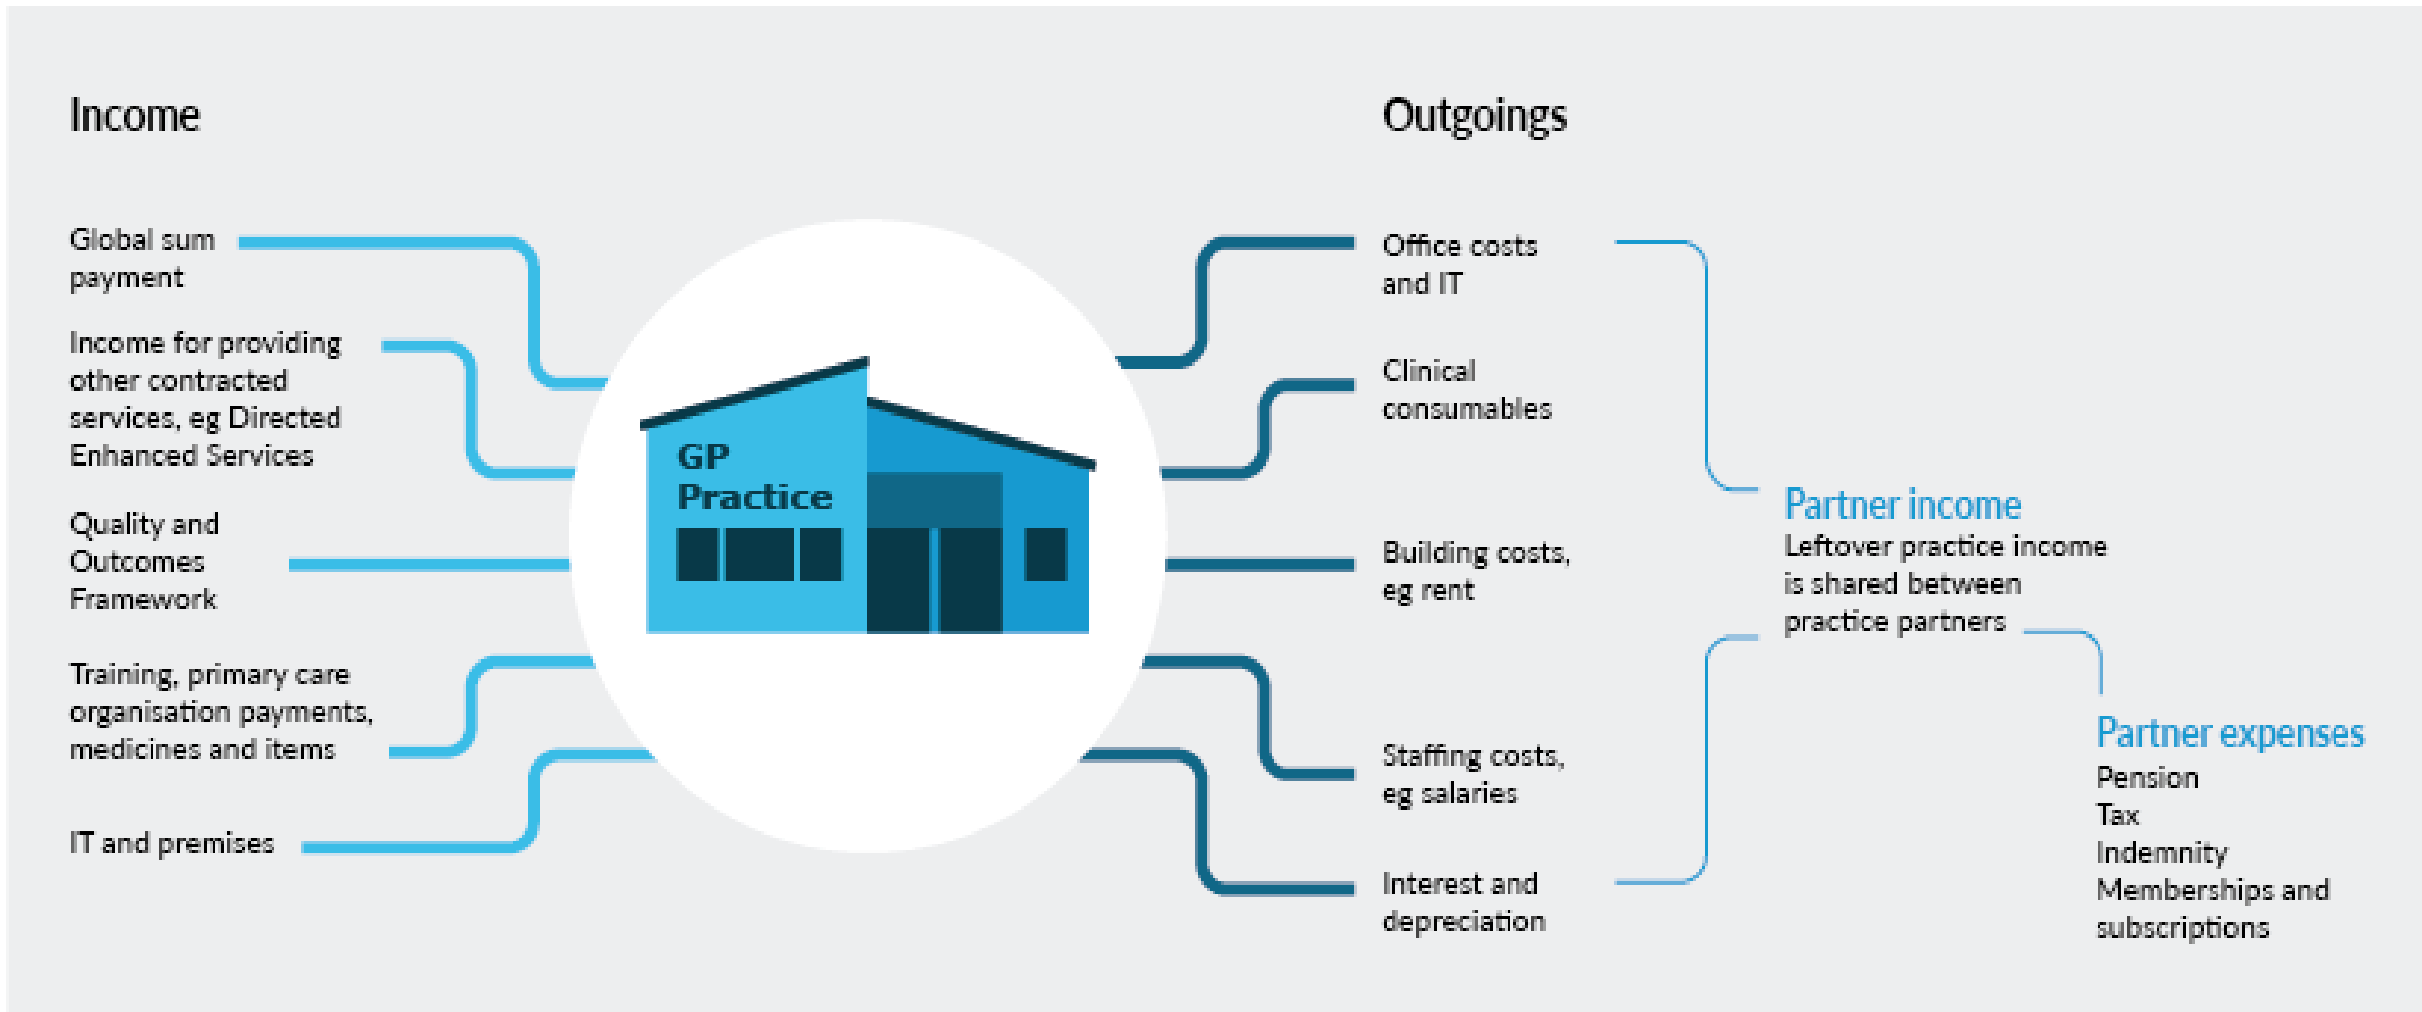 Income
Global sum
payment
Income for providing
other contracted
services, eg Directed
Enhanced Services
Quality and
Outcomes
Framework
Training, primary care
organisation payments,
medicines and items
IT and premises
GP
Practice
Outgoings
Office costs
and IT
Clinical
consumables
Building costs,
eg rent
Staffing costs,
eg salaries
Interest and
depreciation
Partner income
Leftover practice income
is shared between
practice partners
Partner expenses
Pension
Tax
Indemnity
Memberships and
subscriptions